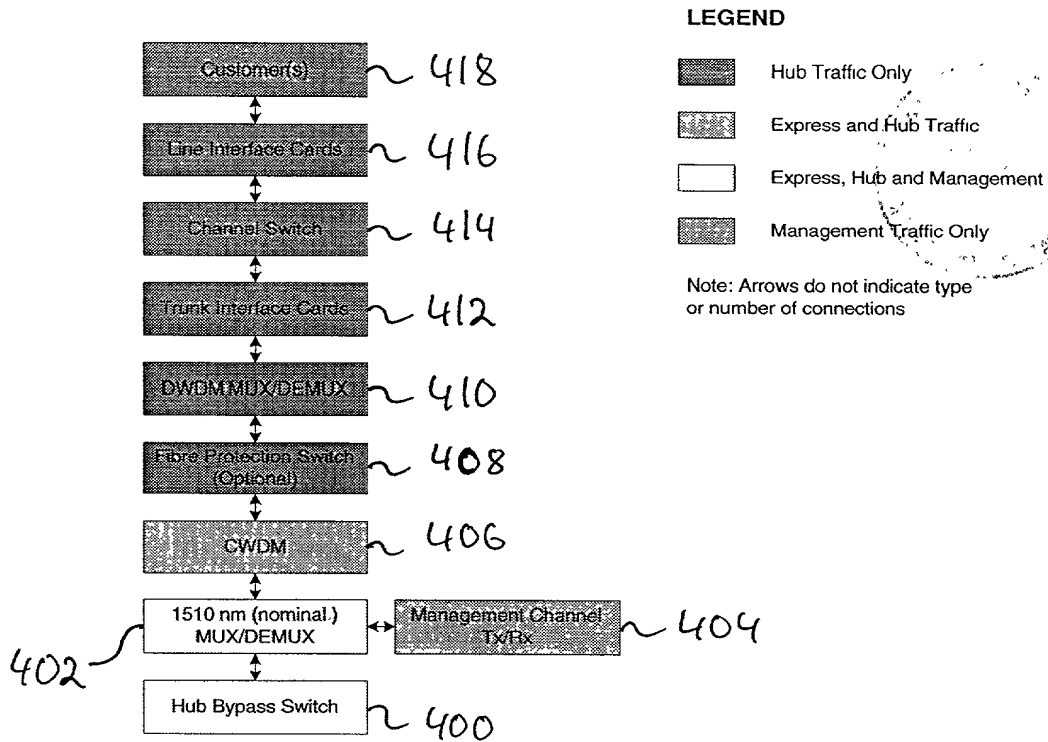 LEGEND
Hub Traffic Only
Express and Hub Traffic
Express, Hub and Management
Management Traffic Only
Note: Arrows do not indicate type
or number of connections
Customer(s)
418
Line Interface Cards
416
Channel Switch
414
Trunk Interface Cards
412
DWDM MUX/DEMUX
410
Fibre Protection Switch
(Optional)
408
CWDM
406
1510 nm (nominal.)
MUX/DEMUX
402
Management Channel
Tx/Rx
404
Hub Bypass Switch
400